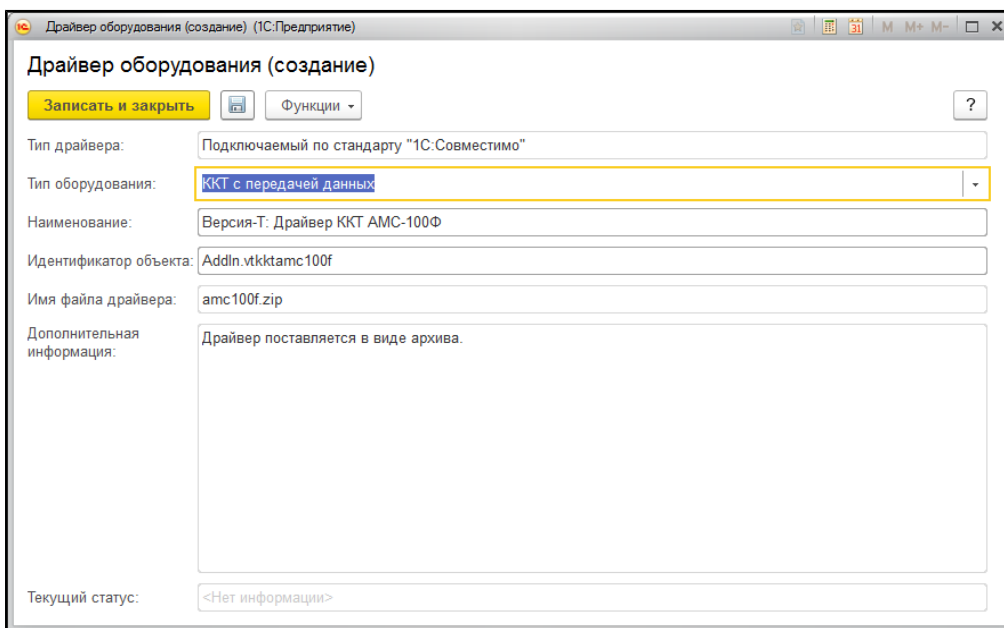 1С Драйвер оборудования (создание) (1С:Предприятие) 31 M M+ M-
Драйвер оборудования (создание)
Записать и закрыть Функции ?
Тип драйвера: Подключаемый по стандарту "1С:Совместимо"
Тип оборудования: ККТ с передачей данных
Наименование: Версия-Т: Драйвер ККТ АМС-100Ф
Идентификатор объекта: AddIn.vtkktamc100f
Имя файла драйвера: amc100f.zip
Дополнительная
информация:
Драйвер поставляется в виде архива.
Текущий статус: <Нет информации>